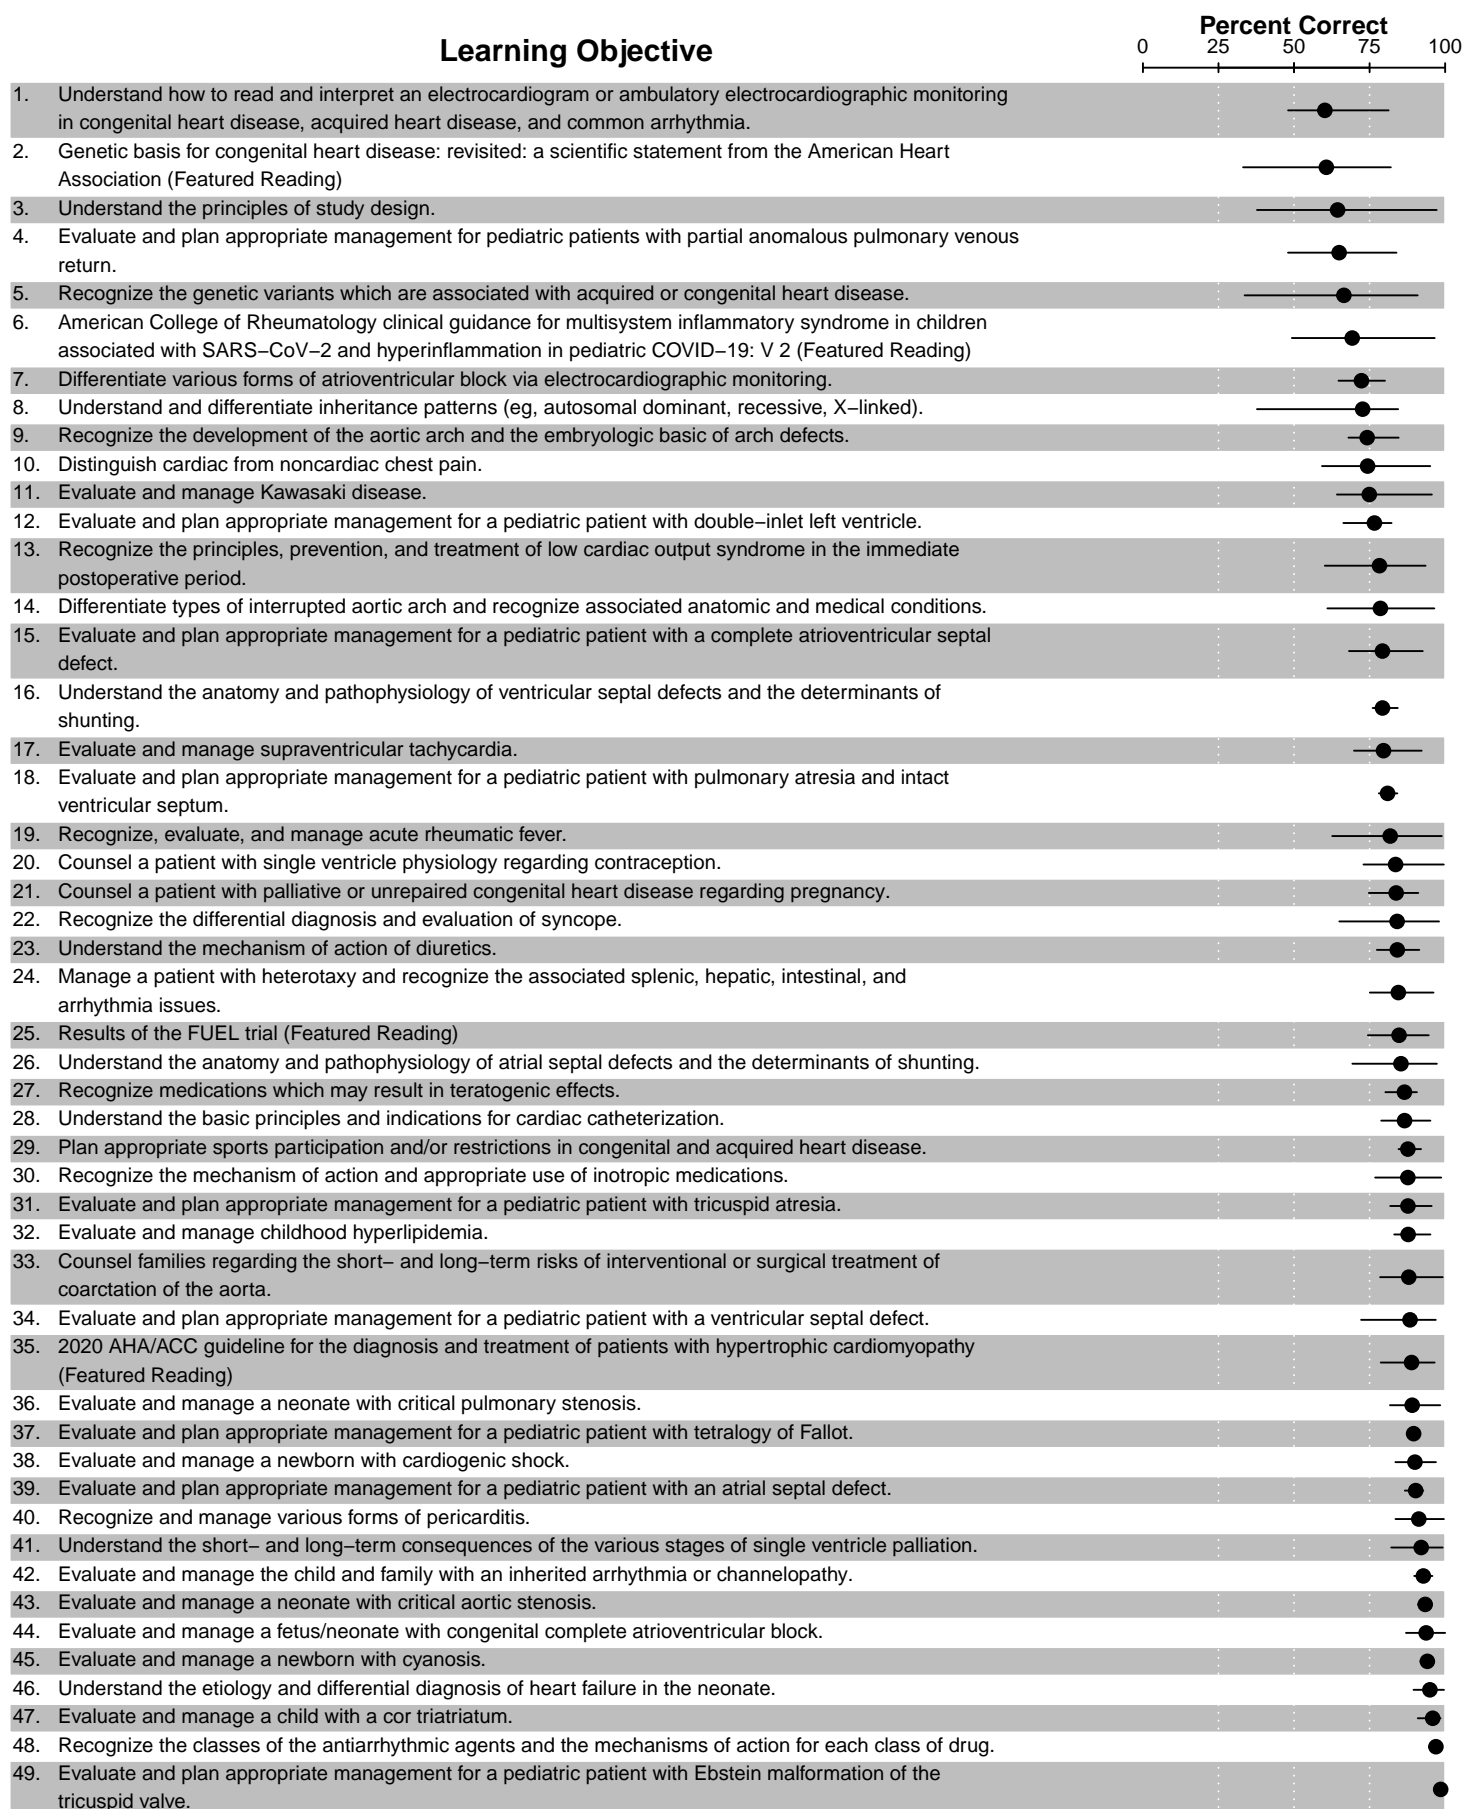 Percent Correct
Learning Objective
0 25 50 75 100
1. Understand how to read and interpret an electrocardiogram or ambulatory electrocardiographic monitoring
in congenital heart disease, acquired heart disease, and common arrhythmia.
2. Genetic basis for congenital heart disease: revisited: a scientific statement from the American Heart
Association (Featured Reading)
3. Understand the principles of study design.
4. Evaluate and plan appropriate management for pediatric patients with partial anomalous pulmonary venous
return.
5. Recognize the genetic variants which are associated with acquired or congenital heart disease.
6. American College of Rheumatology clinical guidance for multisystem inflammatory syndrome in children
associated with SARS−CoV−2 and hyperinflammation in pediatric COVID−19: V 2 (Featured Reading)
7. Differentiate various forms of atrioventricular block via electrocardiographic monitoring.
8. Understand and differentiate inheritance patterns (eg, autosomal dominant, recessive, X−linked).
9. Recognize the development of the aortic arch and the embryologic basic of arch defects.
10. Distinguish cardiac from noncardiac chest pain.
11. Evaluate and manage Kawasaki disease.
12. Evaluate and plan appropriate management for a pediatric patient with double−inlet left ventricle.
13. Recognize the principles, prevention, and treatment of low cardiac output syndrome in the immediate
postoperative period.
14. Differentiate types of interrupted aortic arch and recognize associated anatomic and medical conditions.
15. Evaluate and plan appropriate management for a pediatric patient with a complete atrioventricular septal
defect.
16. Understand the anatomy and pathophysiology of ventricular septal defects and the determinants of
shunting.
17. Evaluate and manage supraventricular tachycardia.
18. Evaluate and plan appropriate management for a pediatric patient with pulmonary atresia and intact
ventricular septum.
19. Recognize, evaluate, and manage acute rheumatic fever.
20. Counsel a patient with single ventricle physiology regarding contraception.
21. Counsel a patient with palliative or unrepaired congenital heart disease regarding pregnancy.
22. Recognize the differential diagnosis and evaluation of syncope.
23. Understand the mechanism of action of diuretics.
24. Manage a patient with heterotaxy and recognize the associated splenic, hepatic, intestinal, and
arrhythmia issues.
25. Results of the FUEL trial (Featured Reading)
26. Understand the anatomy and pathophysiology of atrial septal defects and the determinants of shunting.
27. Recognize medications which may result in teratogenic effects.
28. Understand the basic principles and indications for cardiac catheterization.
29. Plan appropriate sports participation and/or restrictions in congenital and acquired heart disease.
30. Recognize the mechanism of action and appropriate use of inotropic medications.
31. Evaluate and plan appropriate management for a pediatric patient with tricuspid atresia.
32. Evaluate and manage childhood hyperlipidemia.
33. Counsel families regarding the short− and long−term risks of interventional or surgical treatment of
coarctation of the aorta.
34. Evaluate and plan appropriate management for a pediatric patient with a ventricular septal defect.
35. 2020 AHA/ACC guideline for the diagnosis and treatment of patients with hypertrophic cardiomyopathy
(Featured Reading)
36. Evaluate and manage a neonate with critical pulmonary stenosis.
37. Evaluate and plan appropriate management for a pediatric patient with tetralogy of Fallot.
38. Evaluate and manage a newborn with cardiogenic shock.
39. Evaluate and plan appropriate management for a pediatric patient with an atrial septal defect.
40. Recognize and manage various forms of pericarditis.
41. Understand the short− and long−term consequences of the various stages of single ventricle palliation.
42. Evaluate and manage the child and family with an inherited arrhythmia or channelopathy.
43. Evaluate and manage a neonate with critical aortic stenosis.
44. Evaluate and manage a fetus/neonate with congenital complete atrioventricular block.
45. Evaluate and manage a newborn with cyanosis.
46. Understand the etiology and differential diagnosis of heart failure in the neonate.
47. Evaluate and manage a child with a cor triatriatum.
48. Recognize the classes of the antiarrhythmic agents and the mechanisms of action for each class of drug.
49. Evaluate and plan appropriate management for a pediatric patient with Ebstein malformation of the
tricuspid valve.